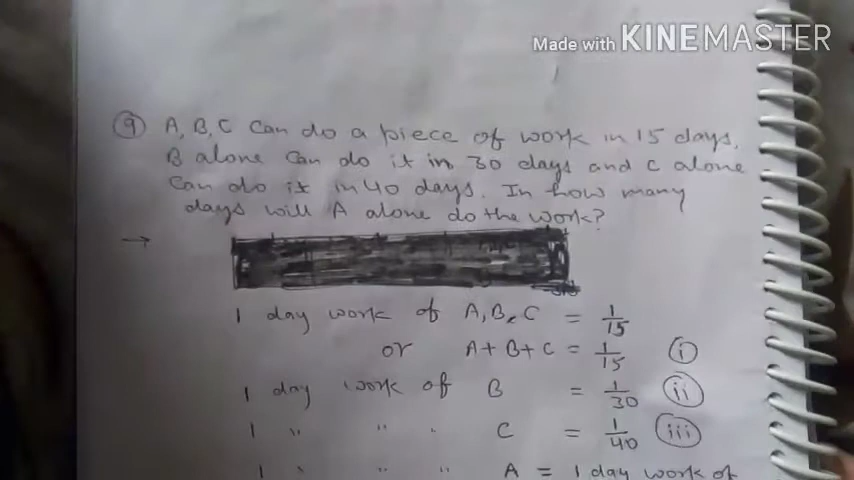 Made with KINEMASTER
(9) A, B, C can do a piece of work in 15 days.
B alone can do it in 30 days and C alone
can do it in 40 days. In how many
days will A alone do the work?
→
1 day work of A, B, C = 1/15
or A+B+C = 1/15 (i)
1 day work of B = 1/30 (ii)
1 " " " C = 1/40 (iii)
1 " " " A = 1 day work of